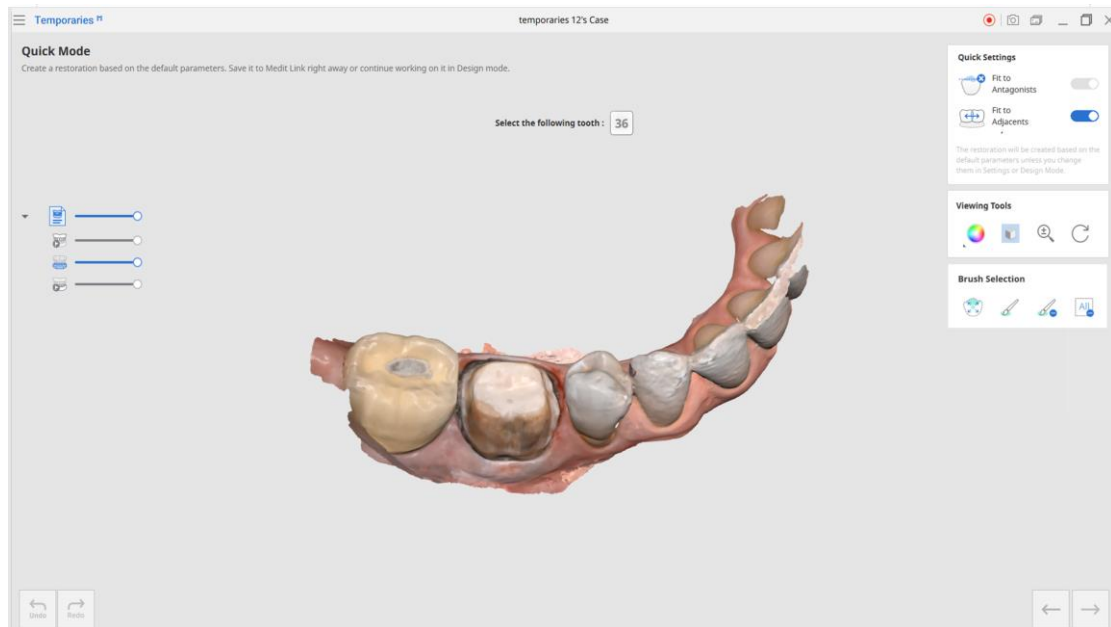 Temporaries
temporaries 12's Case
Quick Mode
Create a restoration based on the default parameters. Save it to Medit Link right away or continue working on it in Design mode.
Select the following tooth : 36
Quick Settings
Fit to
Antagonists
Fit to
Adjacents
The restoration will be created based on the
default parameters unless you change
them in Settings or Design Mode.
Viewing Tools
Brush Selection
All
Undo
Redo